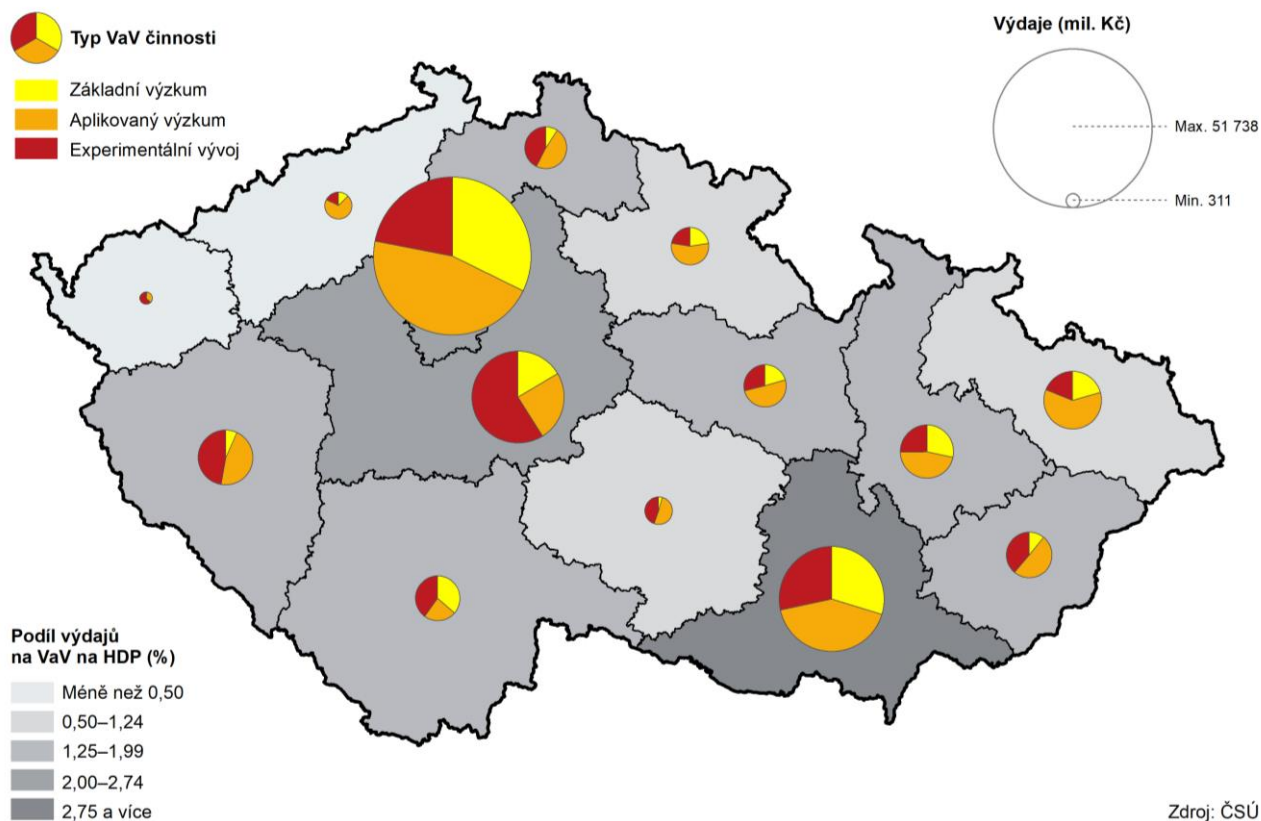 Typ VaV činnosti
Základní výzkum
Aplikovaný výzkum
Experimentální vývoj
Výdaje (mil. Kč)
Max. 51 738
Min. 311
Podíl výdajů
na VaV na HDP (%)
Méně než 0,50
0,50–1,24
1,25–1,99
2,00–2,74
2,75 a více
Zdroj: ČSÚ